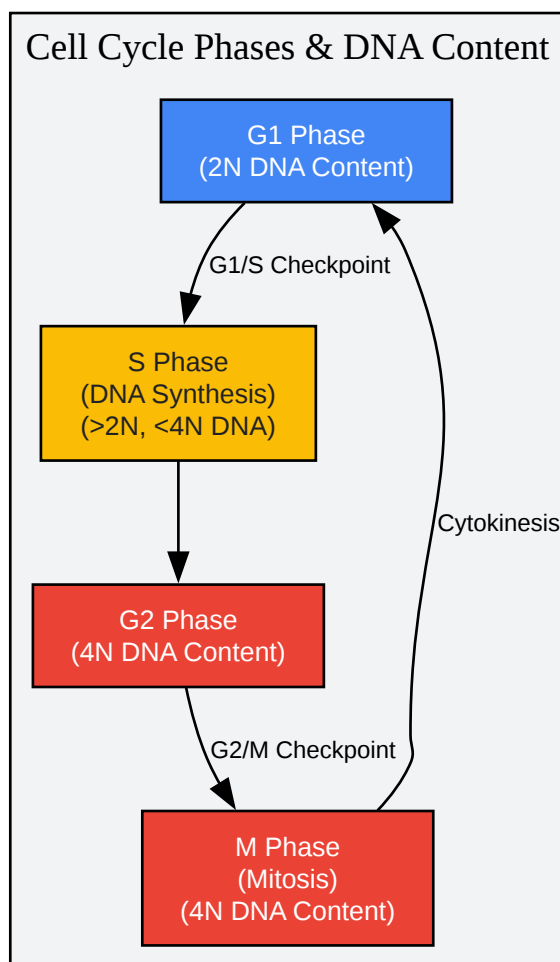 Cell Cycle Phases & DNA Content
G1 Phase
(2N DNA Content)
G1/S Checkpoint
S Phase
(DNA Synthesis)
(>2N, <4N DNA)
Cytokinesis
G2 Phase
(4N DNA Content)
G2/M Checkpoint
M Phase
(Mitosis)
(4N DNA Content)